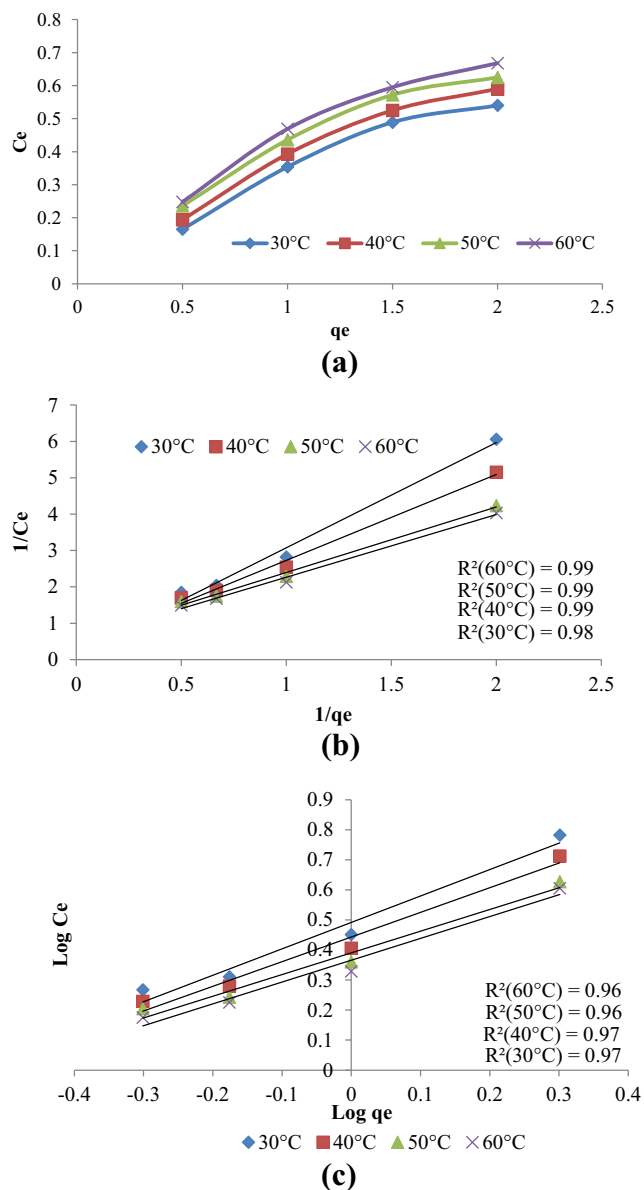 0.8
0.7
0.6
0.5
0.4
0.3
0.2
0.1
0
Ce
30°C 40°C 50°C 60°C
0 0.5 1 1.5 2 2.5
qe
(a)
7
6
5
4
3
2
1
0
1/Ce
30°C 40°C 50°C 60°C
R²(60°C) = 0.99
R²(50°C) = 0.99
R²(40°C) = 0.99
R²(30°C) = 0.98
0 0.5 1 1.5 2 2.5
1/qe
(b)
0.9
0.8
0.7
0.6
0.5
0.4
0.3
0.2
0.1
0
Log Ce
R²(60°C) = 0.96
R²(50°C) = 0.96
R²(40°C) = 0.97
R²(30°C) = 0.97
-0.4 -0.3 -0.2 -0.1 0 0.1 0.2 0.3 0.4
Log qe
30°C 40°C 50°C 60°C
(c)